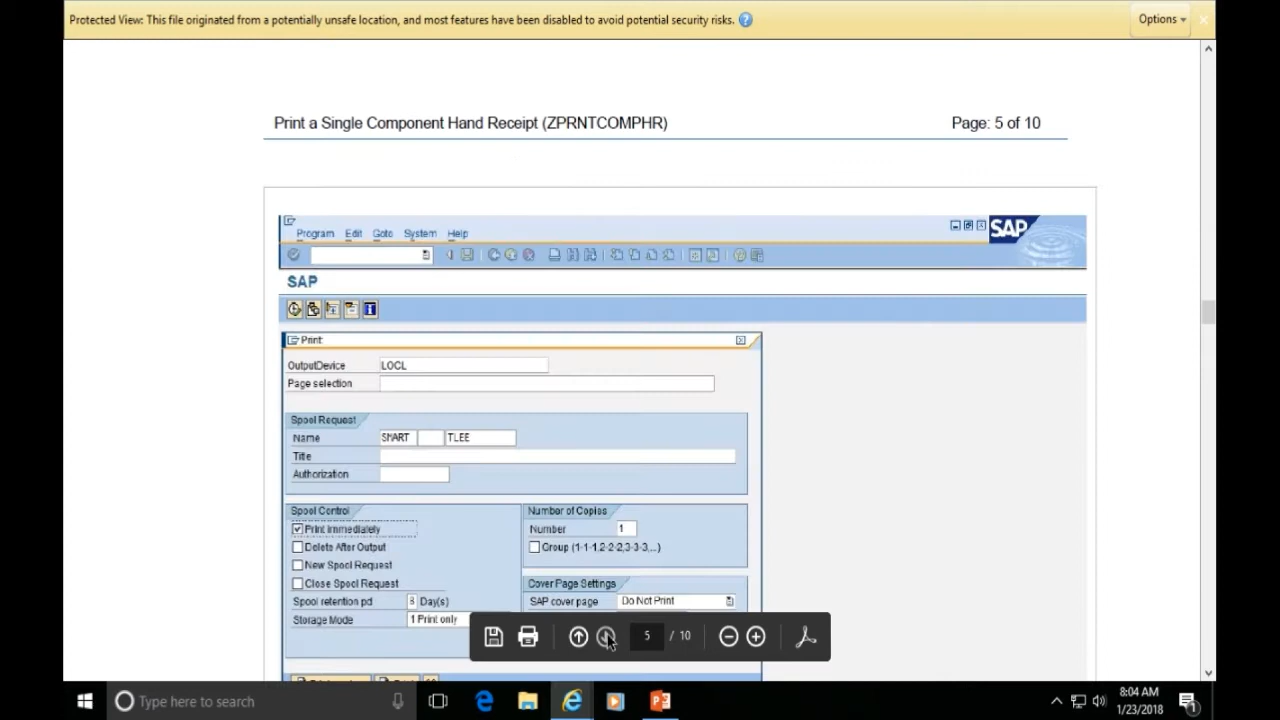 Protected View: This file originated from a potentially unsafe location, and most features have been disabled to avoid potential security risks.
Options
Print a Single Component Hand Receipt (ZPRNTCOMPHR) Page: 5 of 10
Program Edit Goto System Help
SAP
SAP
Print:
OutputDevice LOCL
Page selection
Spool Request
Name SMART TLEE
Title
Authorization
Spool Control
Print immediately
Delete After Output
New Spool Request
Close Spool Request
Spool retention pd 8 Day(s)
Storage Mode 1 Print only
Number of Copies
Number 1
Group (1-1-1,2-2-2,3-3-3,...)
Cover Page Settings
SAP cover page Do Not Print
5 / 10
Type here to search
8:04 AM
1/23/2018
1